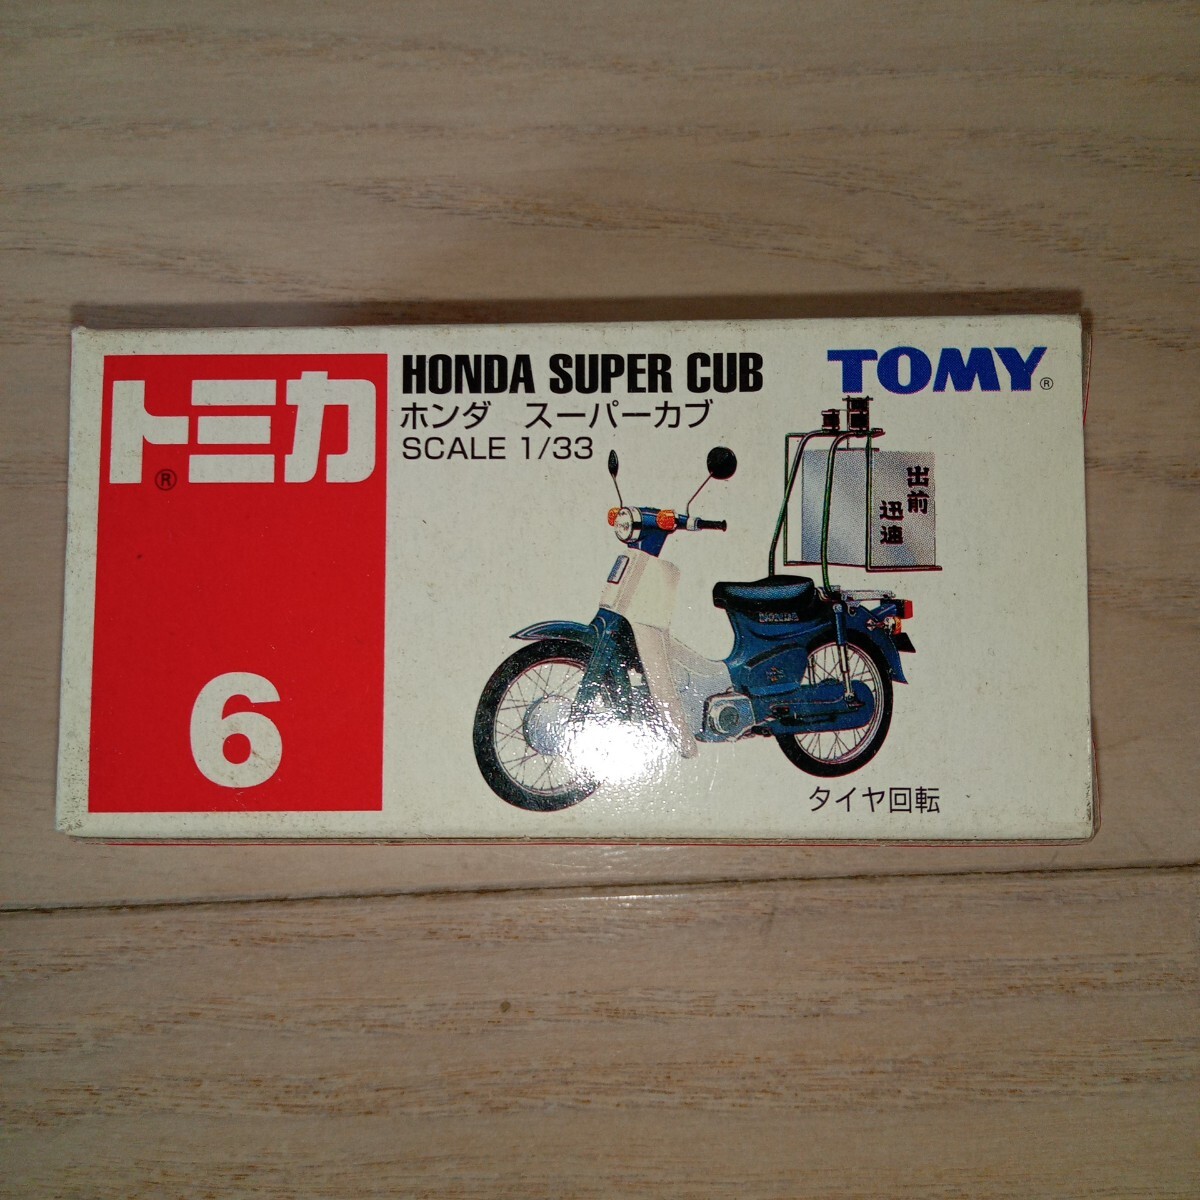 トミカ®
6
HONDA SUPER CUB
ホンダ スーパーカブ
SCALE 1/33
TOMY®
出前
迅速
HONDA
タイヤ回転